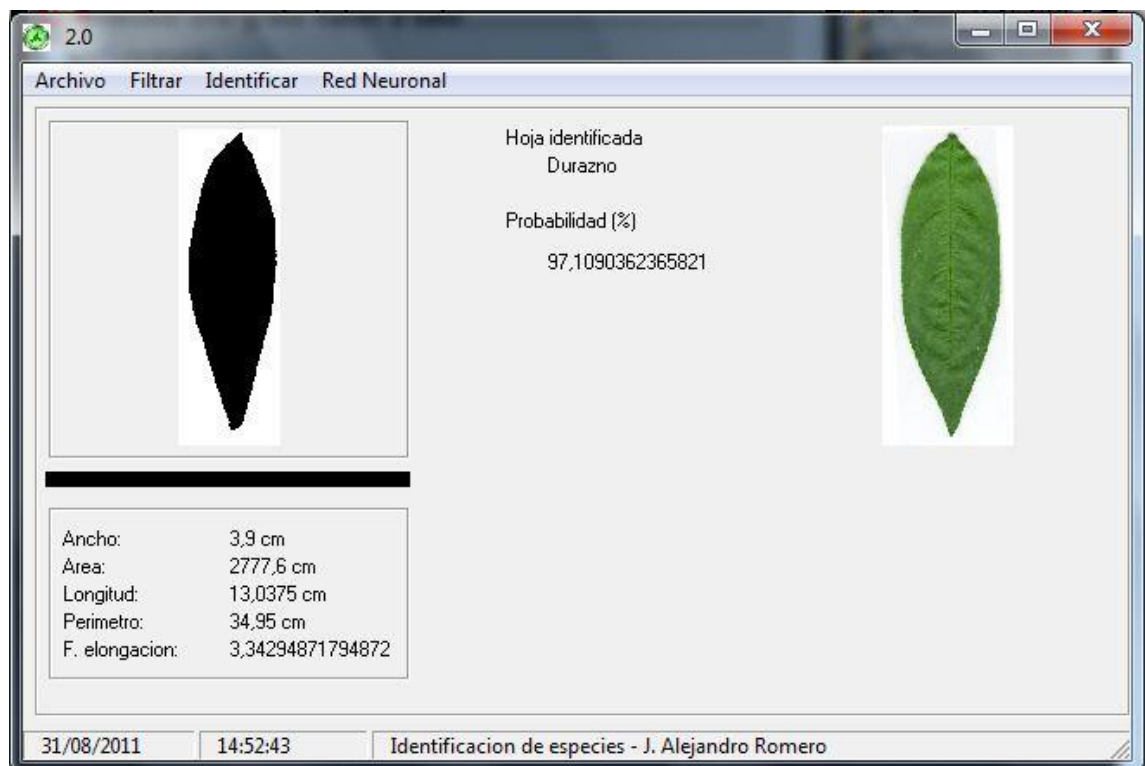 2.0
Archivo Filtrar Identificar Red Neuronal
Hoja identificada
Durazno
Probabilidad (%)
97,1090362365821
Ancho: 3,9 cm
Area: 2777,6 cm
Longitud: 13,0375 cm
Perimetro: 34,95 cm
F. elongacion: 3,34294871794872
31/08/2011 14:52:43 Identificacion de especies - J. Alejandro Romero